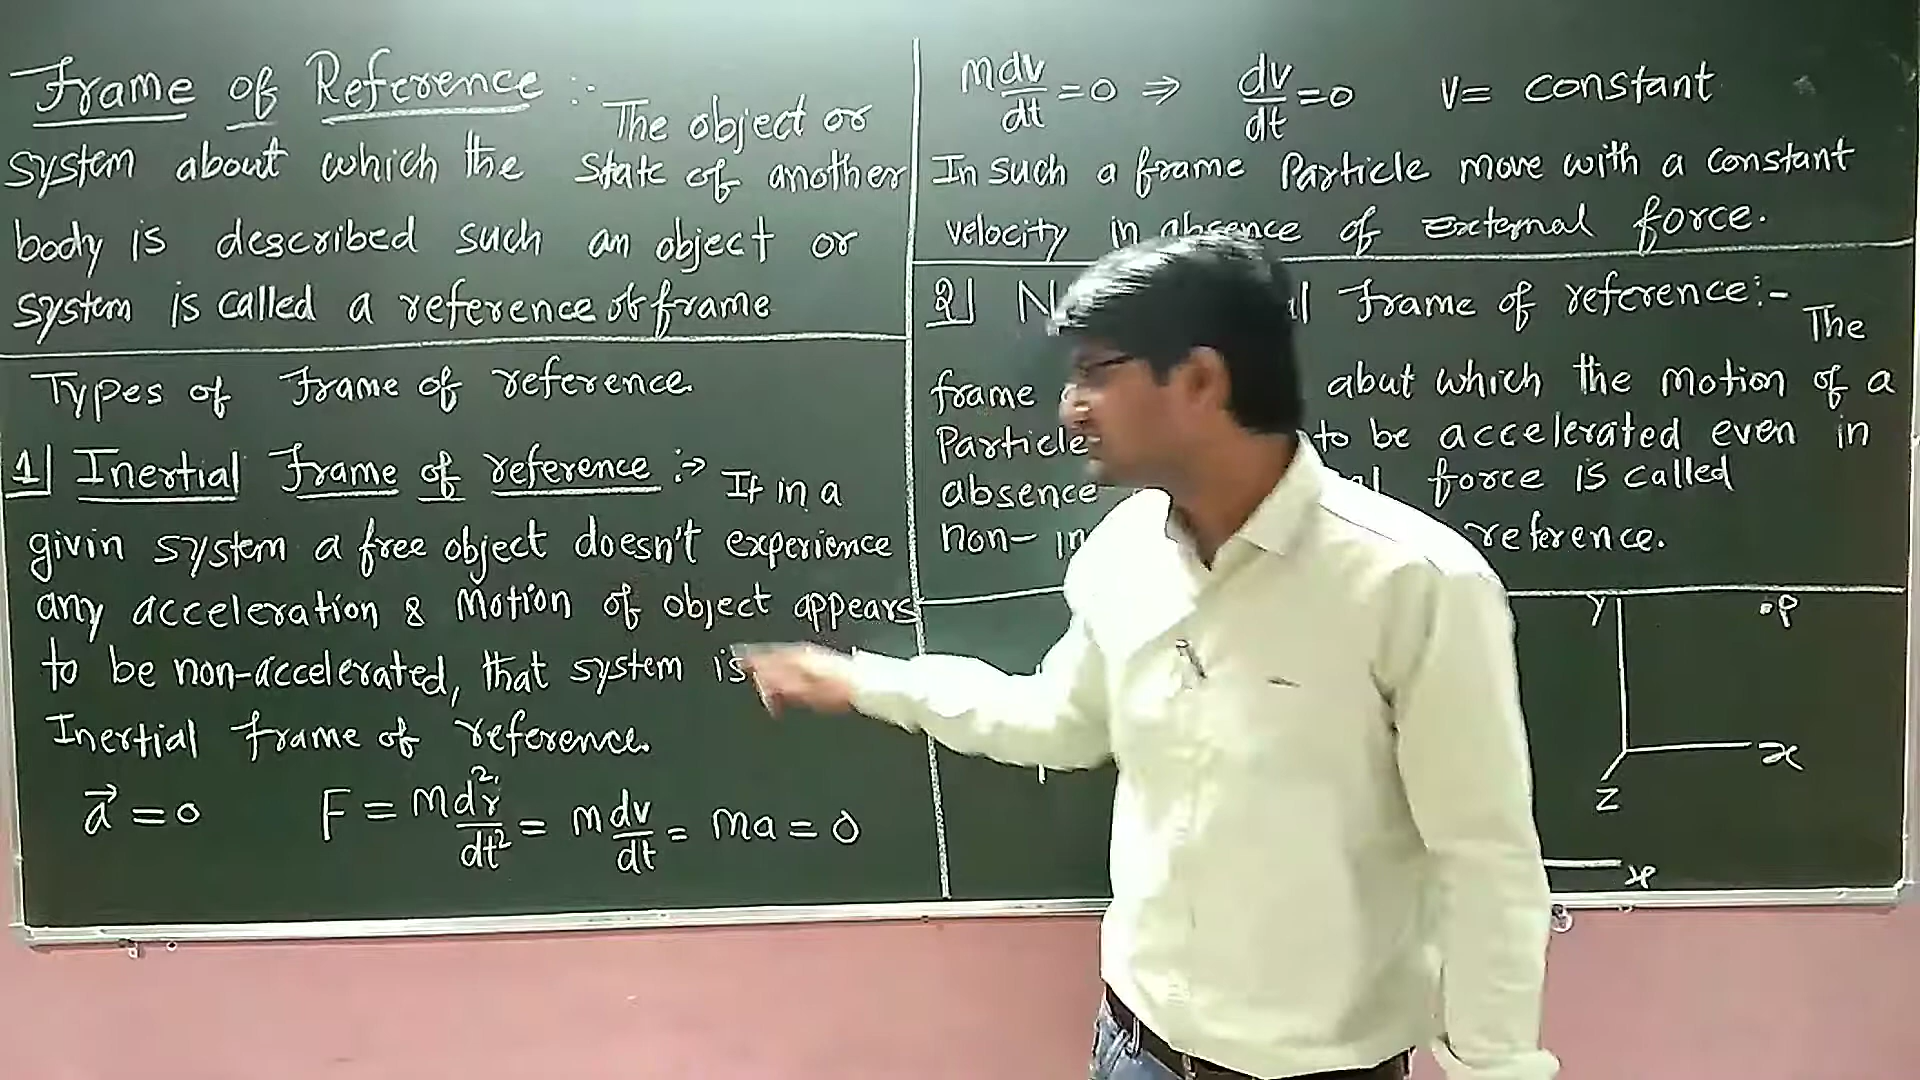 Frame of Reference :-
The object or
system about which the state of another
body is described such an object or
system is called a reference of frame
Types of Frame of reference.
1] Inertial Frame of reference :->
If in a
givin system a free object doesn't experience
any acceleration & Motion of object appears
to be non-accelerated, that system is
Inertial frame of reference.
a⃗ = 0 F = m d²r/dt² = m dv/dt = ma = 0
m dv/dt = 0 ⇒ dv/dt = 0 v = constant
In such a frame Particle move with a constant
velocity in absence of external force.
2] frame of reference:-
The
frame abut which the motion of a
Particle to be accelerated even in
absence force is called
non- reference.
Y .P
x
Z
x